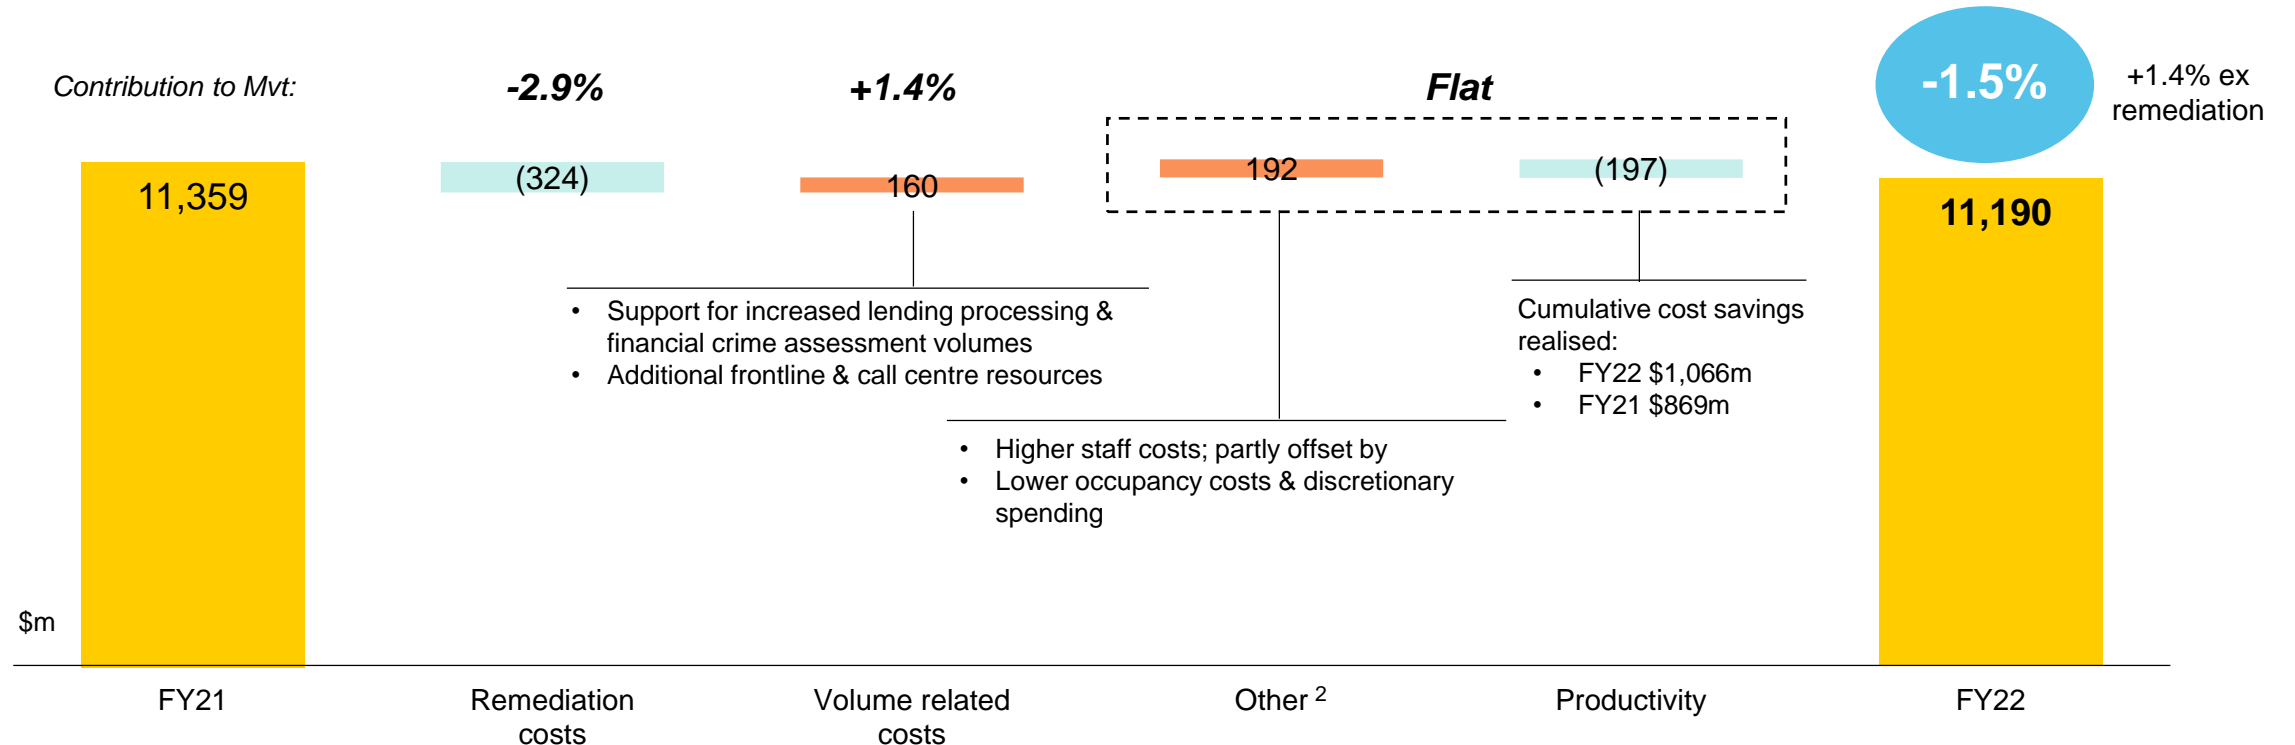 Contribution to Mvt:
-2.9%
+1.4%
Flat
-1.5%
+1.4% ex
remediation
11,359
(324)
160
192
(197)
11,190
• Support for increased lending processing &
financial crime assessment volumes
• Additional frontline & call centre resources
• Higher staff costs; partly offset by
• Lower occupancy costs & discretionary
spending
Cumulative cost savings
realised:
• FY22 $1,066m
• FY21 $869m
$m
FY21
Remediation
costs
Volume related
costs
Other 2
Productivity
FY22